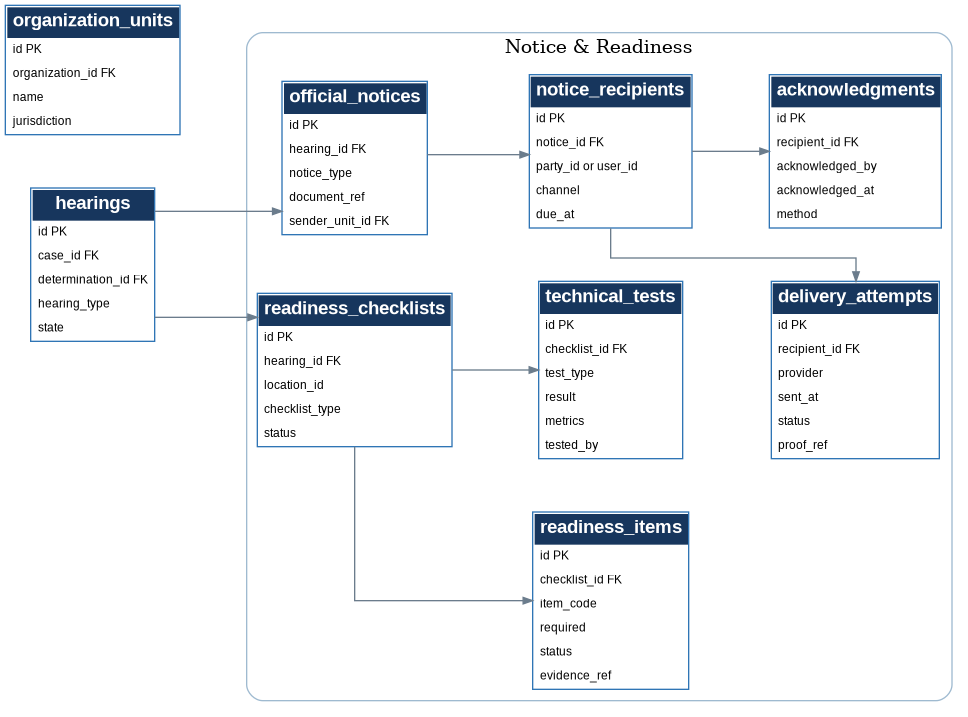 organization_units
id PK
organization_id FK
name
jurisdiction
hearings
id PK
case_id FK
determination_id FK
hearing_type
state
Notice & Readiness
official_notices
id PK
hearing_id FK
notice_type
document_ref
sender_unit_id FK
notice_recipients
id PK
notice_id FK
party_id or user_id
channel
due_at
acknowledgments
id PK
recipient_id FK
acknowledged_by
acknowledged_at
method
readiness_checklists
id PK
hearing_id FK
location_id
checklist_type
status
technical_tests
id PK
checklist_id FK
test_type
result
metrics
tested_by
delivery_attempts
id PK
recipient_id FK
provider
sent_at
status
proof_ref
readiness_items
id PK
checklist_id FK
item_code
required
status
evidence_ref